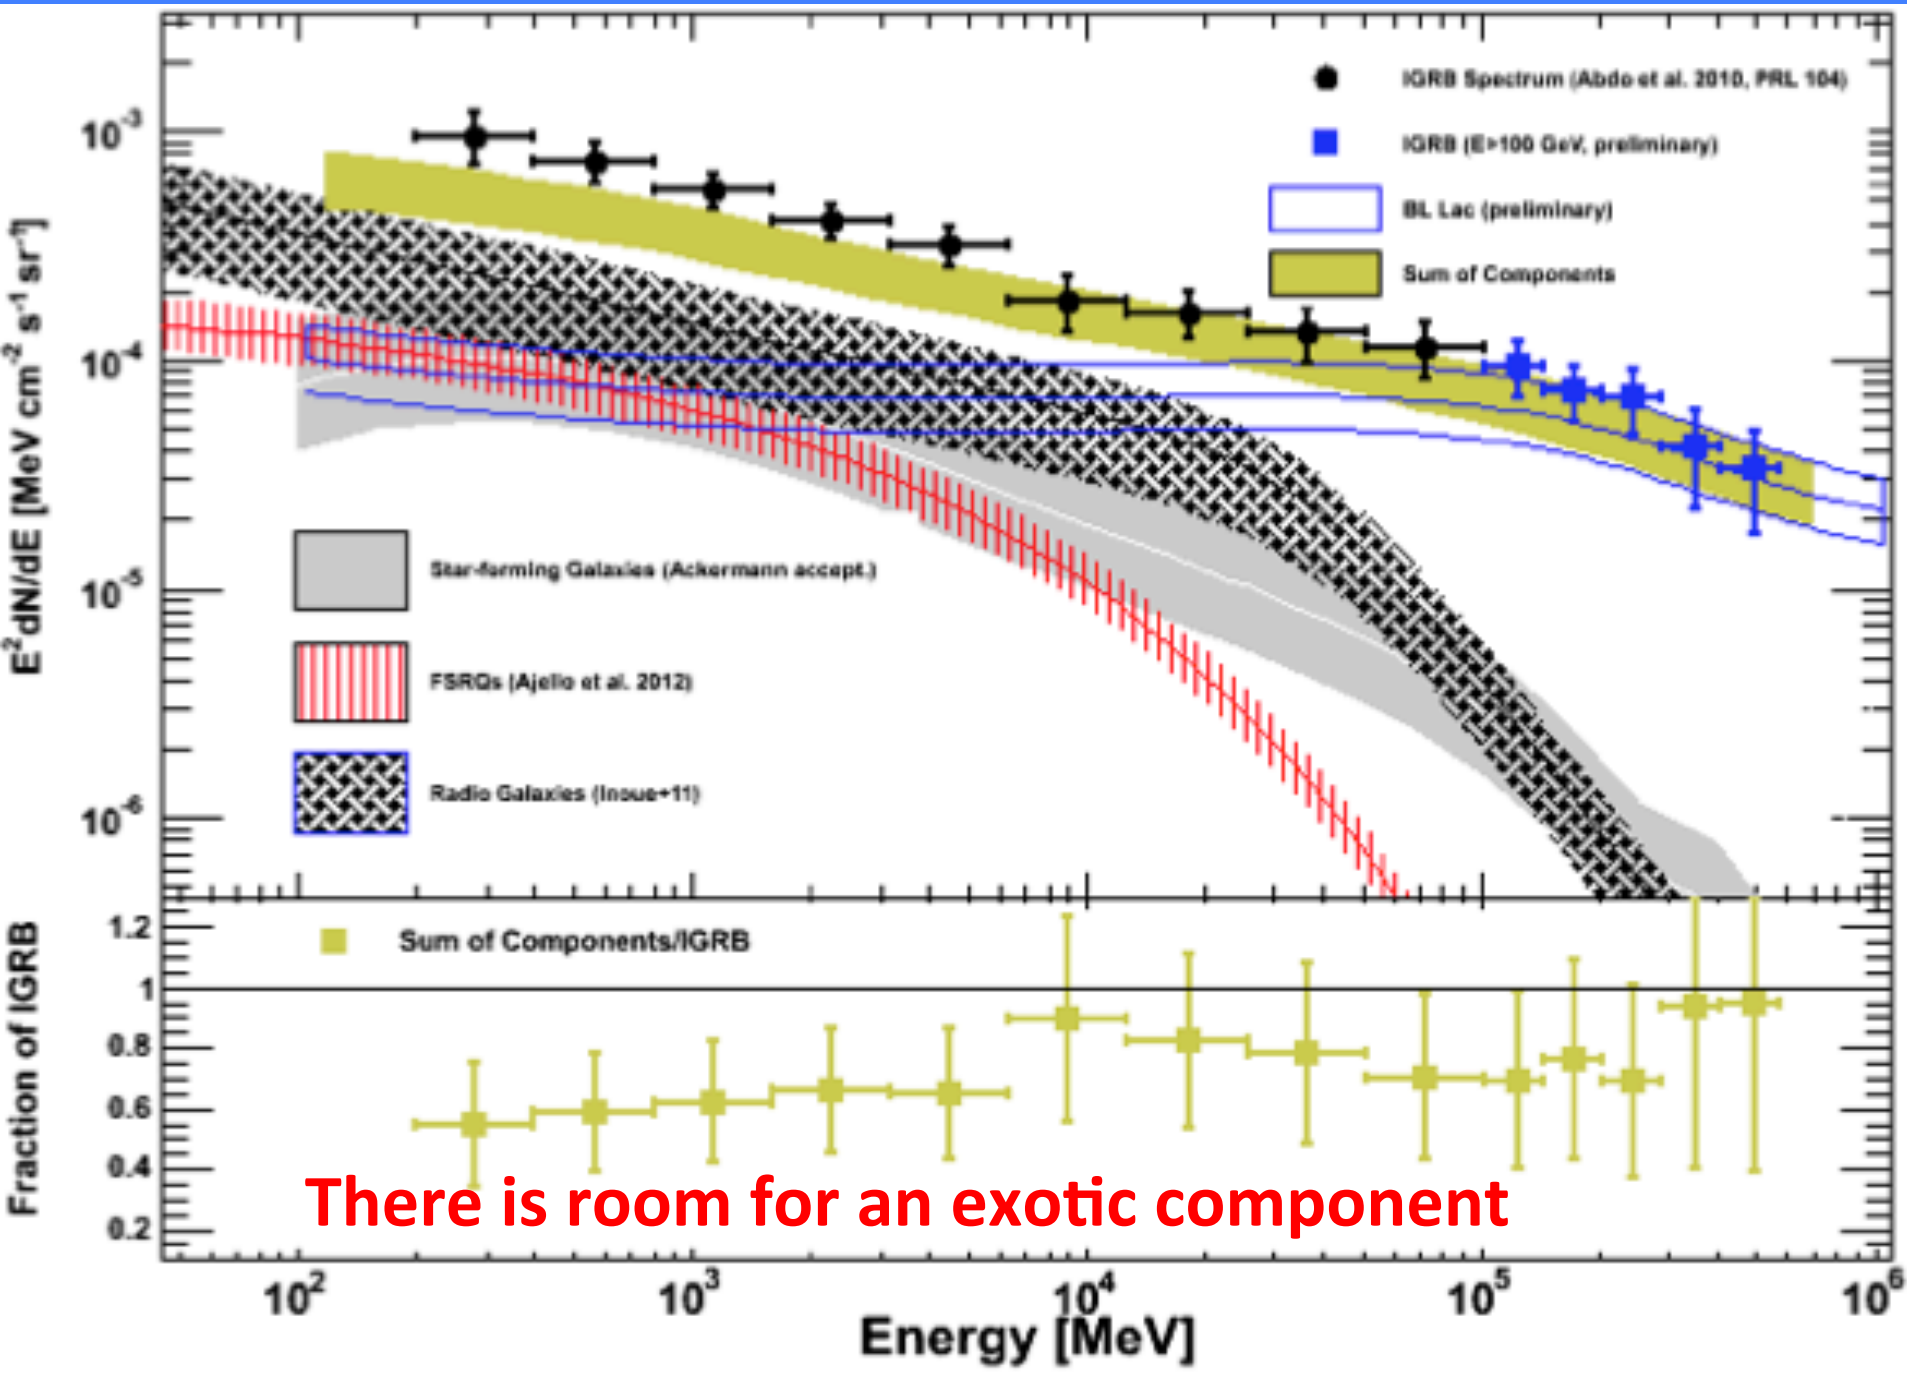 IGRB Spectrum (Abdo et al. 2010, PRL 104)
IGRB (E>100 GeV, preliminary)
BL Lac (preliminary)
Sum of Components
10⁻³
10⁻⁴
10⁻⁵
10⁻⁶
E² dN/dE [MeV cm⁻² s⁻¹ sr⁻¹]
Star-forming Galaxies (Ackermann accept.)
FSRQs (Ajello et al. 2012)
Radio Galaxies (Inoue+11)
Sum of Components/IGRB
1.2
1
0.8
0.6
0.4
0.2
Fraction of IGRB
There is room for an exotic component
10² 10³ 10⁴ 10⁵ 10⁶
Energy [MeV]